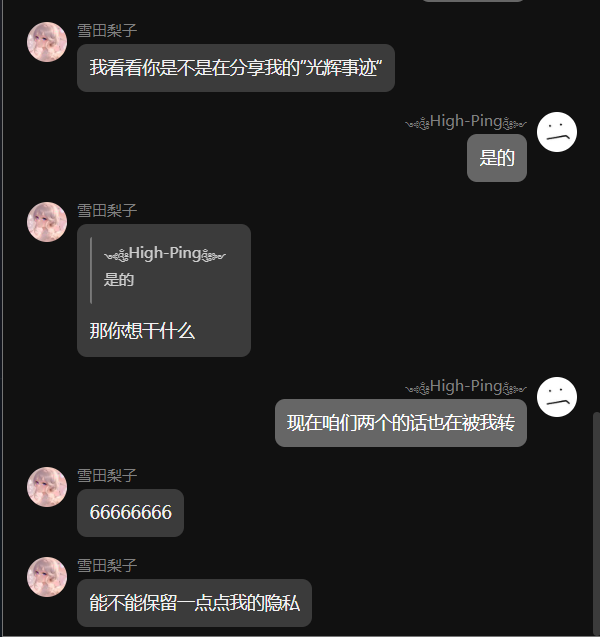 雪田梨子
我看看你是不是在分享我的"光辉事迹"
High-Ping
是的
雪田梨子
High-Ping
是的
那你想干什么
High-Ping
现在咱们两个的话也在被我转
雪田梨子
66666666
雪田梨子
能不能保留一点点我的隐私